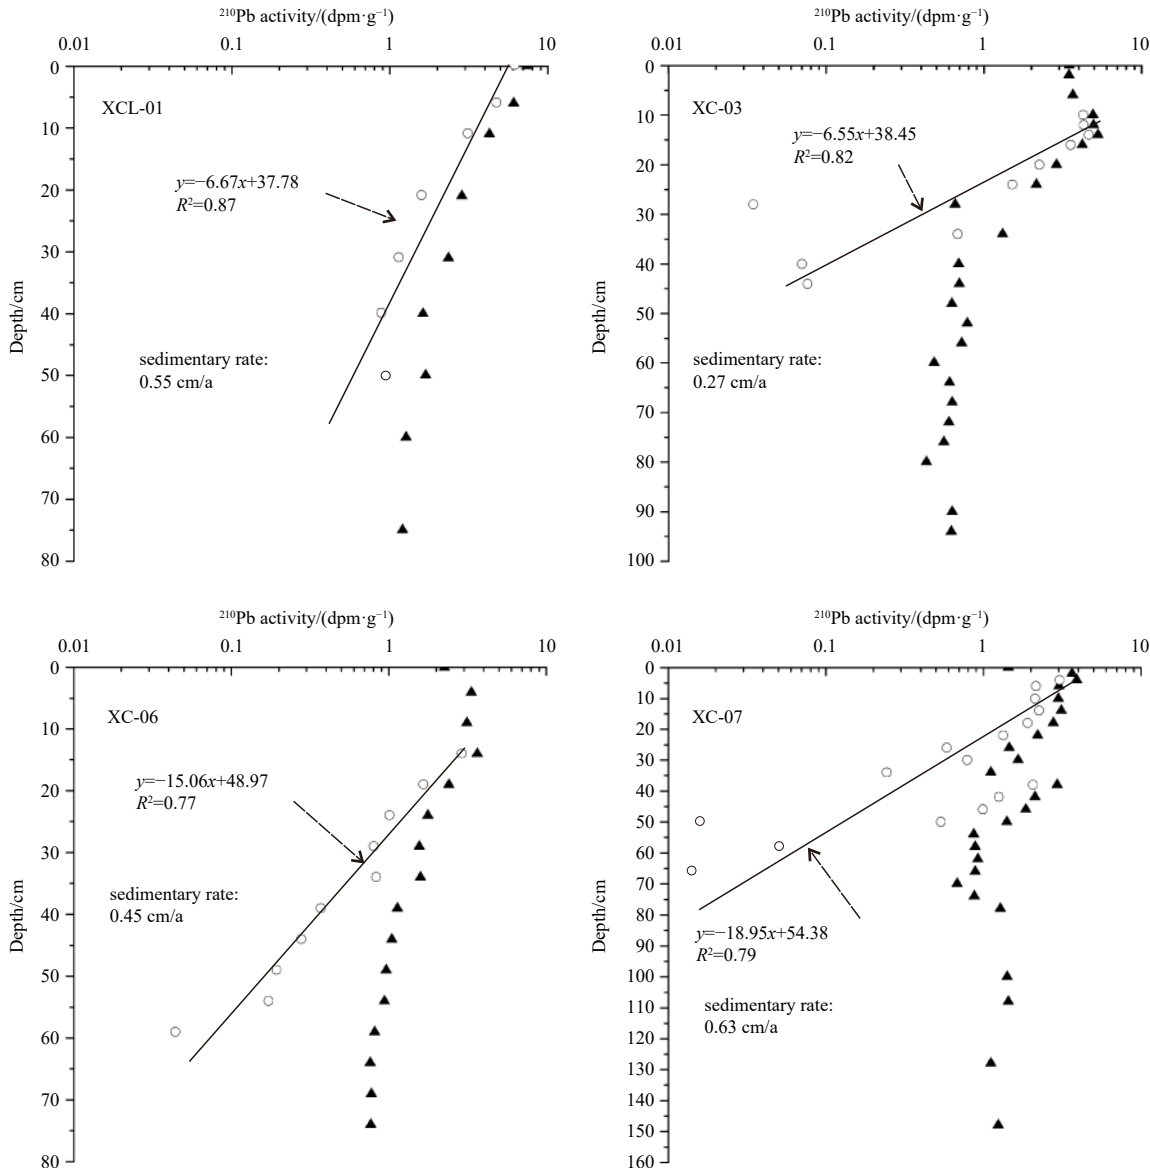 ²¹⁰Pb activity/(dpm·g⁻¹)
0.01 0.1 1 10
0
10
20
30
40
50
60
70
80
Depth/cm
XCL-01
y=−6.67x+37.78
R²=0.87
sedimentary rate:
0.55 cm/a
²¹⁰Pb activity/(dpm·g⁻¹)
0.01 0.1 1 10
0
10
20
30
40
50
60
70
80
90
100
Depth/cm
XC-03
y=−6.55x+38.45
R²=0.82
sedimentary rate:
0.27 cm/a
²¹⁰Pb activity/(dpm·g⁻¹)
0.01 0.1 1 10
0
10
20
30
40
50
60
70
80
Depth/cm
XC-06
y=−15.06x+48.97
R²=0.77
sedimentary rate:
0.45 cm/a
²¹⁰Pb activity/(dpm·g⁻¹)
0.01 0.1 1 10
0
10
20
30
40
50
60
70
80
90
100
110
120
130
140
150
160
Depth/cm
XC-07
y=−18.95x+54.38
R²=0.79
sedimentary rate:
0.63 cm/a